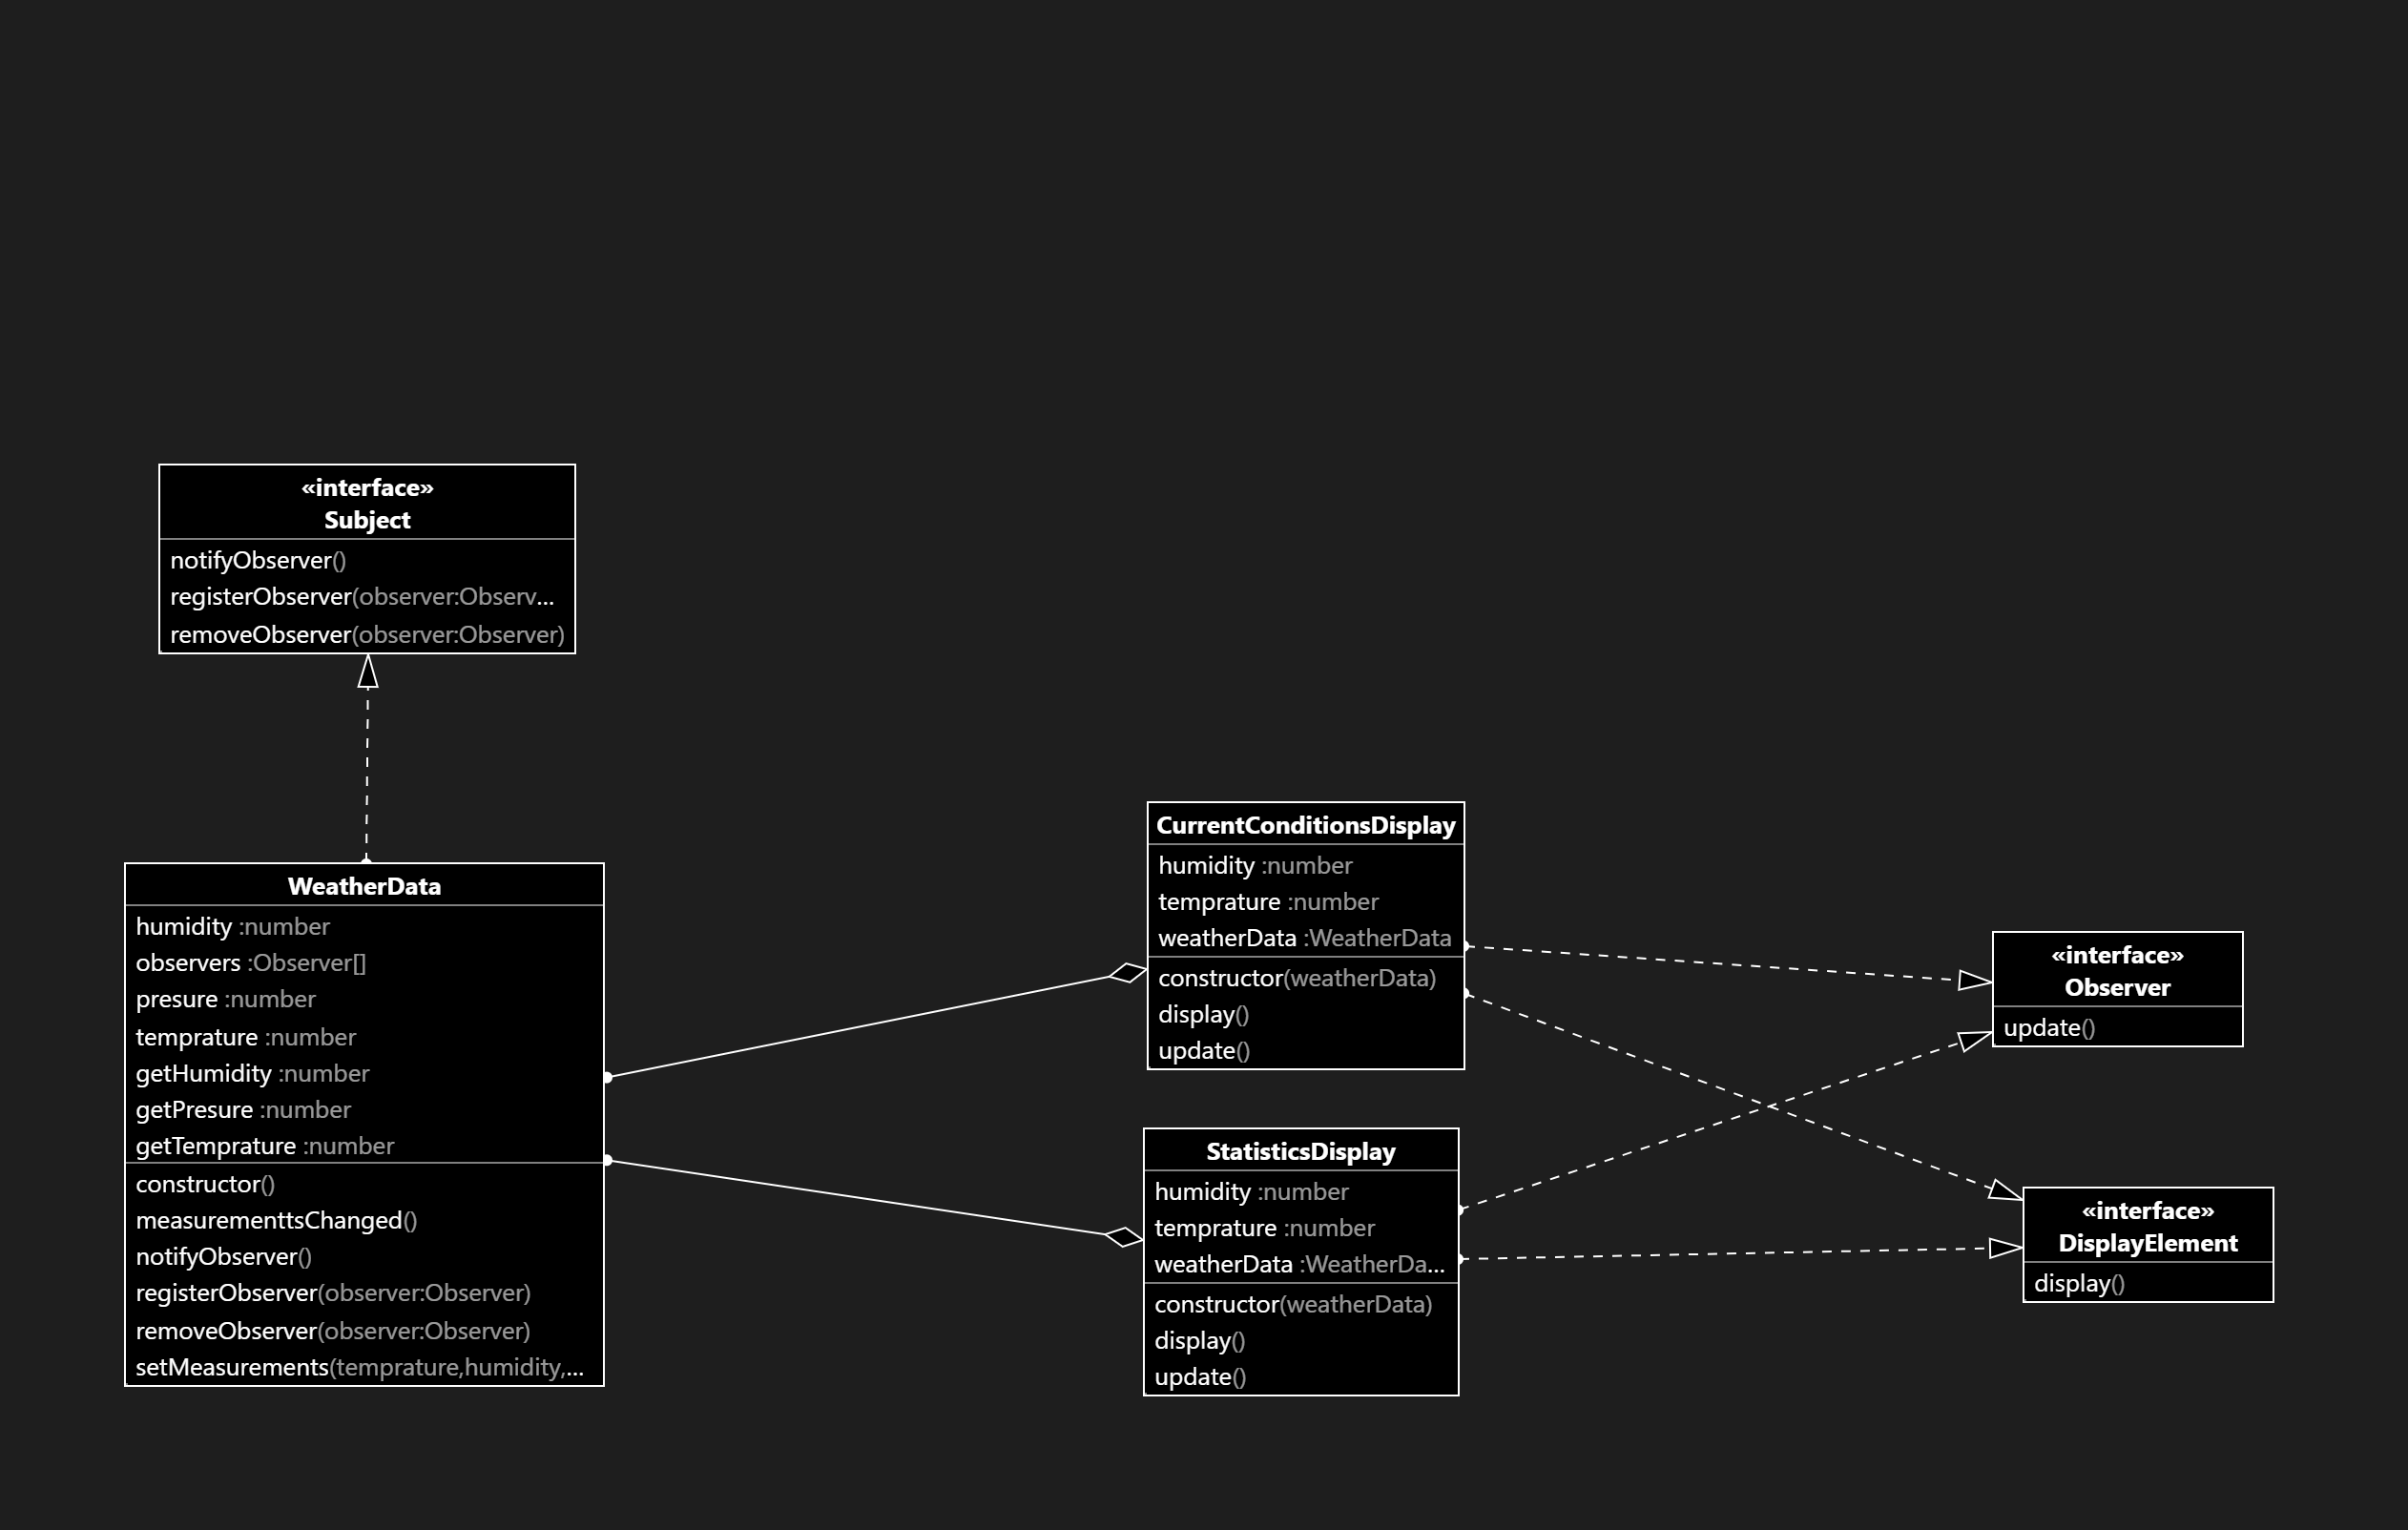 «interface»
Subject
notifyObserver()
registerObserver(observer:Observ...
removeObserver(observer:Observer)
WeatherData
humidity :number
observers :Observer[]
presure :number
temprature :number
getHumidity :number
getPresure :number
getTemprature :number
constructor()
measurementtsChanged()
notifyObserver()
registerObserver(observer:Observer)
removeObserver(observer:Observer)
setMeasurements(temprature,humidity,...
CurrentConditionsDisplay
humidity :number
temprature :number
weatherData :WeatherData
constructor(weatherData)
display()
update()
StatisticsDisplay
humidity :number
temprature :number
weatherData :WeatherDa...
constructor(weatherData)
display()
update()
«interface»
Observer
update()
«interface»
DisplayElement
display()